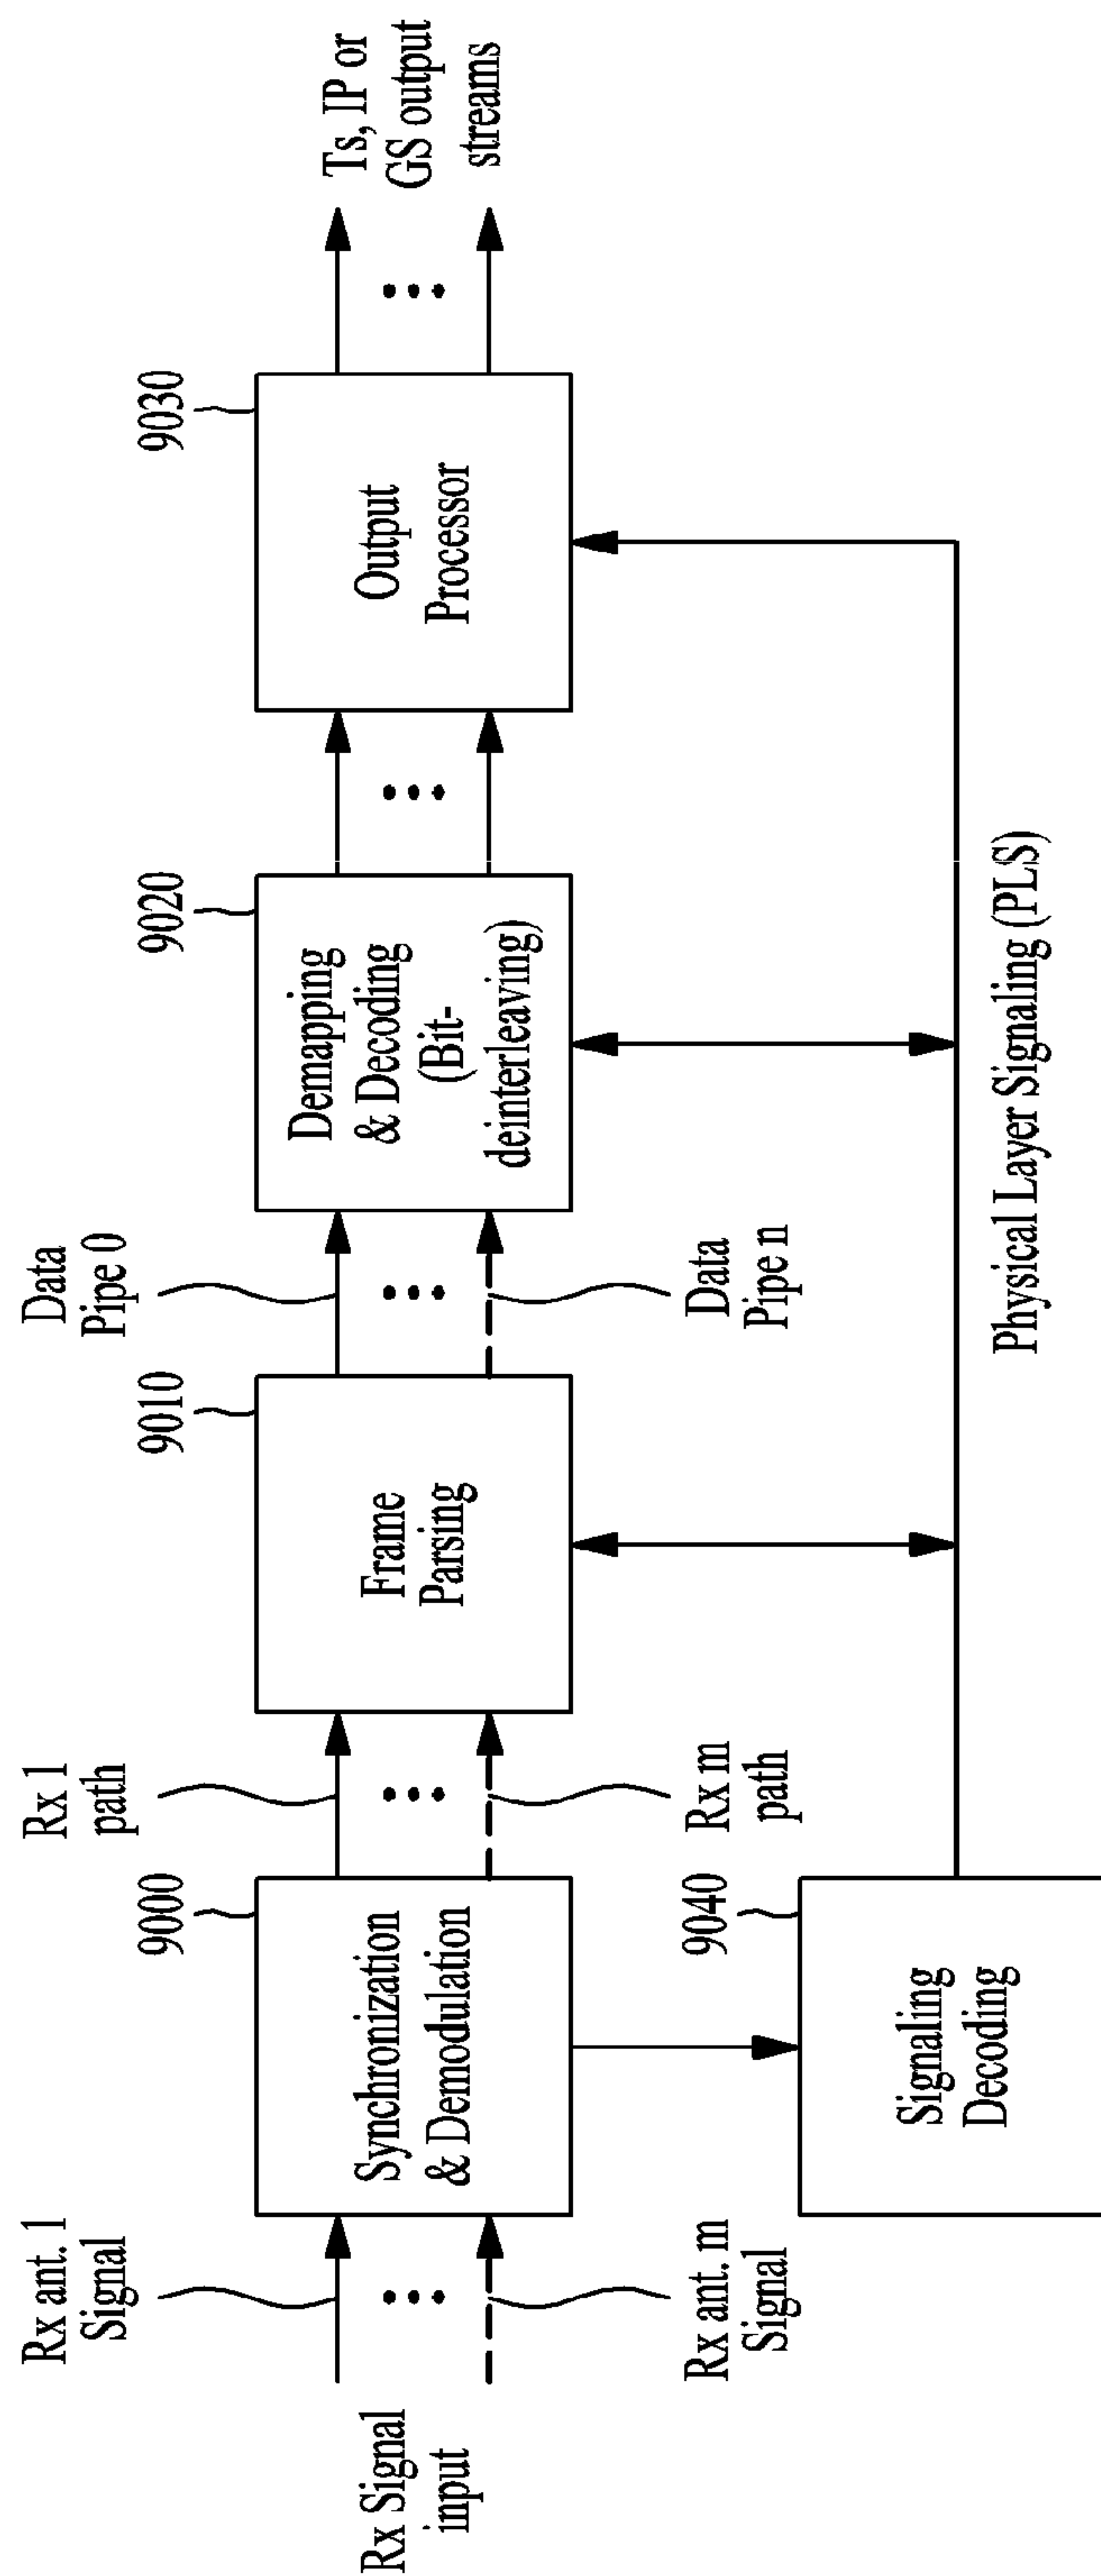 Rx Signal
input
Rx ant. 1
Signal
Rx ant. m
Signal
9000
Synchronization
& Demodulation
Rx 1
path
Rx m
path
9010
Frame
Parsing
Data
Pipe 0
Data
Pipe n
9020
Demapping
& Decoding
(Bit-
deinterleaving)
9030
Output
Processor
Ts, IP or
GS output
streams
9040
Signaling
Decoding
Physical Layer Signaling (PLS)